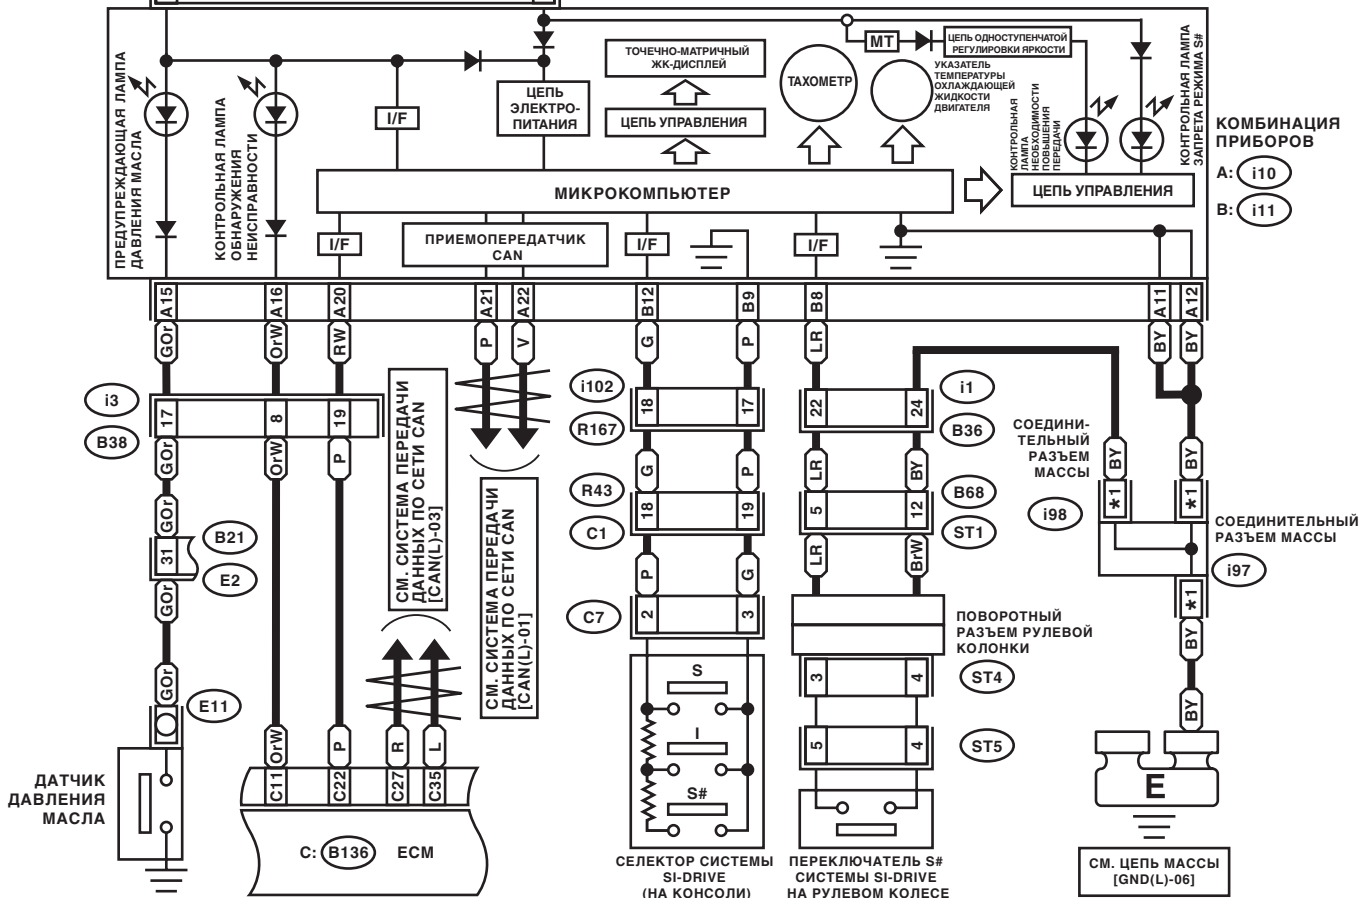 ПРЕДУПРЕЖДАЮЩАЯ ЛАМПА
ДАВЛЕНИЯ МАСЛА
КОНТРОЛЬНАЯ ЛАМПА
ОБНАРУЖЕНИЯ
НЕИСПРАВНОСТИ
I/F
ЦЕПЬ
ЭЛЕКТРО-
ПИТАНИЯ
ТОЧЕЧНО-МАТРИЧНЫЙ
ЖК-ДИСПЛЕЙ
ЦЕПЬ УПРАВЛЕНИЯ
ТАХОМЕТР
MT
ЦЕПЬ ОДНОСТУПЕНЧАТОЙ
РЕГУЛИРОВКИ ЯРКОСТИ
УКАЗАТЕЛЬ
ТЕМПЕРАТУРЫ
ОХЛАЖДАЮЩЕЙ
ЖИДКОСТИ
ДВИГАТЕЛЯ
КОНТРОЛЬНАЯ
ЛАМПА
НЕОБХОДИМОСТИ
ПОВЫШЕНИЯ
ПЕРЕДАЧИ
КОНТРОЛЬНАЯ ЛАМПА
ЗАПРЕТА РЕЖИМА S#
КОМБИНАЦИЯ
ПРИБОРОВ
A: i10
B: i11
МИКРОКОМПЬЮТЕР
ЦЕПЬ УПРАВЛЕНИЯ
I/F
ПРИЕМОПЕРЕДАТЧИК
CAN
I/F
I/F
A15
A16
A20
A21
A22
B12
B9
B8
A11
A12
GOr
OrW
RW
P
V
G
P
LR
BY
BY
i3
B38
17
8
19
i102
R167
18
17
22
24
i1
B36
GOr
OrW
P
G
P
LR
BY
СОЕДИНИ-
ТЕЛЬНЫЙ
РАЗЪЕМ
МАССЫ
BY
BY
СМ. СИСТЕМА ПЕРЕДАЧИ
ДАННЫХ ПО СЕТИ CAN
[CAN(L)-03]
СМ. СИСТЕМА ПЕРЕДАЧИ
ДАННЫХ ПО СЕТИ CAN
[CAN(L)-01]
GOr
R43
C1
18
19
5
12
B68
ST1
i98
*1
*1
СОЕДИНИТЕЛЬНЫЙ
РАЗЪЕМ МАССЫ
i97
31
B21
E2
GOr
P
G
LR
BrW
*1
C7
2
3
ПОВОРОТНЫЙ
РАЗЪЕМ РУЛЕВОЙ
КОЛОНКИ
BY
GOr
E11
S
I
S#
3
4
ST4
5
4
ST5
BY
E
OrW
P
R
L
C11
C22
C27
C35
ДАТЧИК
ДАВЛЕНИЯ
МАСЛА
C: B136 ECM
СЕЛЕКТОР СИСТЕМЫ
SI-DRIVE
(НА КОНСОЛИ)
ПЕРЕКЛЮЧАТЕЛЬ S#
СИСТЕМЫ SI-DRIVE
НА РУЛЕВОМ КОЛЕСЕ
СМ. ЦЕПЬ МАССЫ
[GND(L)-06]